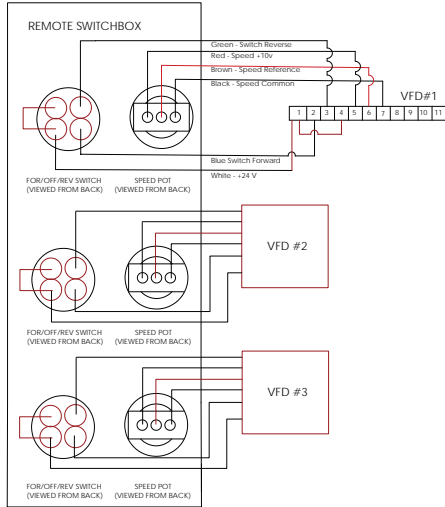 REMOTE SWITCHBOX
Green - Switch Reverse
Red - Speed +10v
Brown - Speed Reference
Black - Speed Common
VFD#1
1 2 3 4 5 6 7 8 9 10 11
Blue Switch Forward
White - +24 V
FOR/OFF/REV SWITCH
(VIEWED FROM BACK)
SPEED POT
(VIEWED FROM BACK)
VFD #2
FOR/OFF/REV SWITCH
(VIEWED FROM BACK)
SPEED POT
(VIEWED FROM BACK)
VFD #3
FOR/OFF/REV SWITCH
(VIEWED FROM BACK)
SPEED POT
(VIEWED FROM BACK)